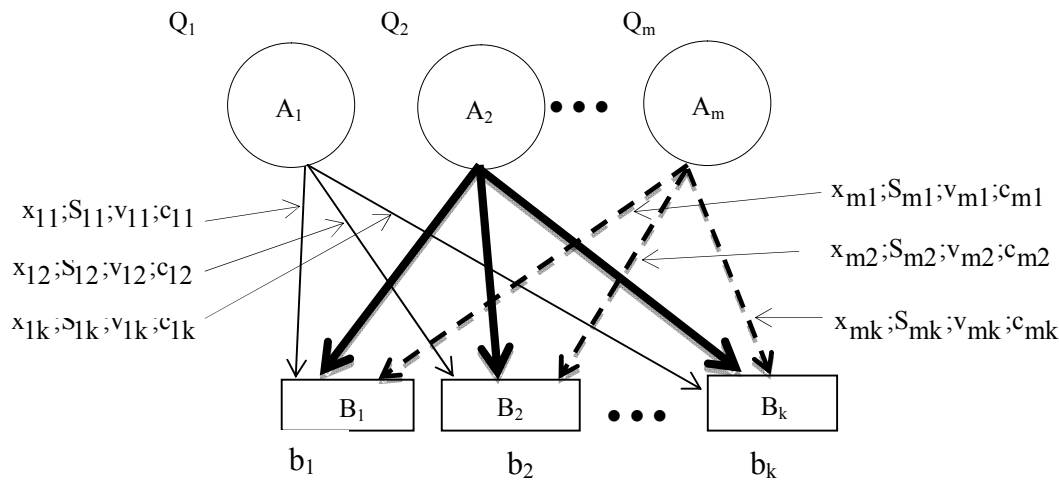 Q₁ Q₂ Qₘ
A₁ A₂ ••• Aₘ
x₁₁;S₁₁;v₁₁;c₁₁
x₁₂;S₁₂;v₁₂;c₁₂
x₁ₖ;S₁ₖ;v₁ₖ;c₁ₖ
xₘ₁;Sₘ₁;vₘ₁;cₘ₁
xₘ₂;Sₘ₂;vₘ₂;cₘ₂
xₘₖ;Sₘₖ;vₘₖ;cₘₖ
B₁ B₂ ••• Bₖ
b₁ b₂ bₖ